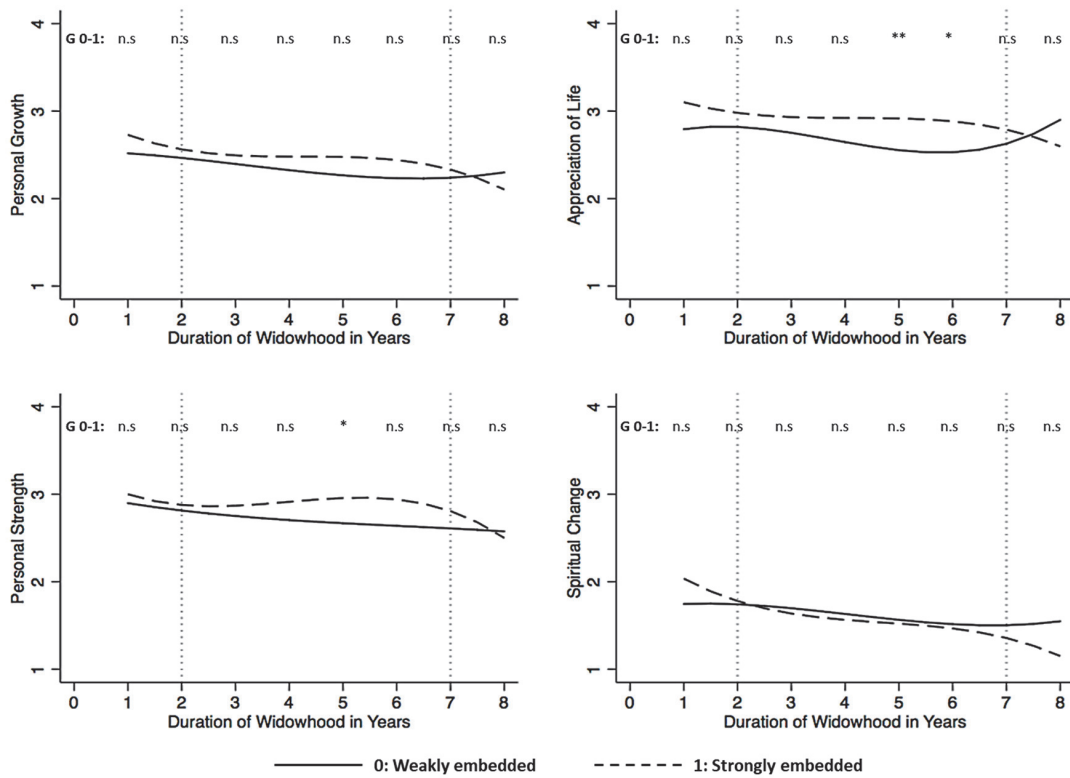 4
G 0-1: n.s n.s n.s n.s n.s n.s n.s n.s
3
Personal Growth
2
1
0 1 2 3 4 5 6 7 8
Duration of Widowhood in Years
4
G 0-1: n.s n.s n.s n.s ** * n.s n.s
3
Appreciation of Life
2
1
0 1 2 3 4 5 6 7 8
Duration of Widowhood in Years
4
G 0-1: n.s n.s n.s n.s * n.s n.s n.s
3
Personal Strength
2
1
0 1 2 3 4 5 6 7 8
Duration of Widowhood in Years
4
G 0-1: n.s n.s n.s n.s n.s n.s n.s n.s
3
Spiritual Change
2
1
0 1 2 3 4 5 6 7 8
Duration of Widowhood in Years
0: Weakly embedded 1: Strongly embedded